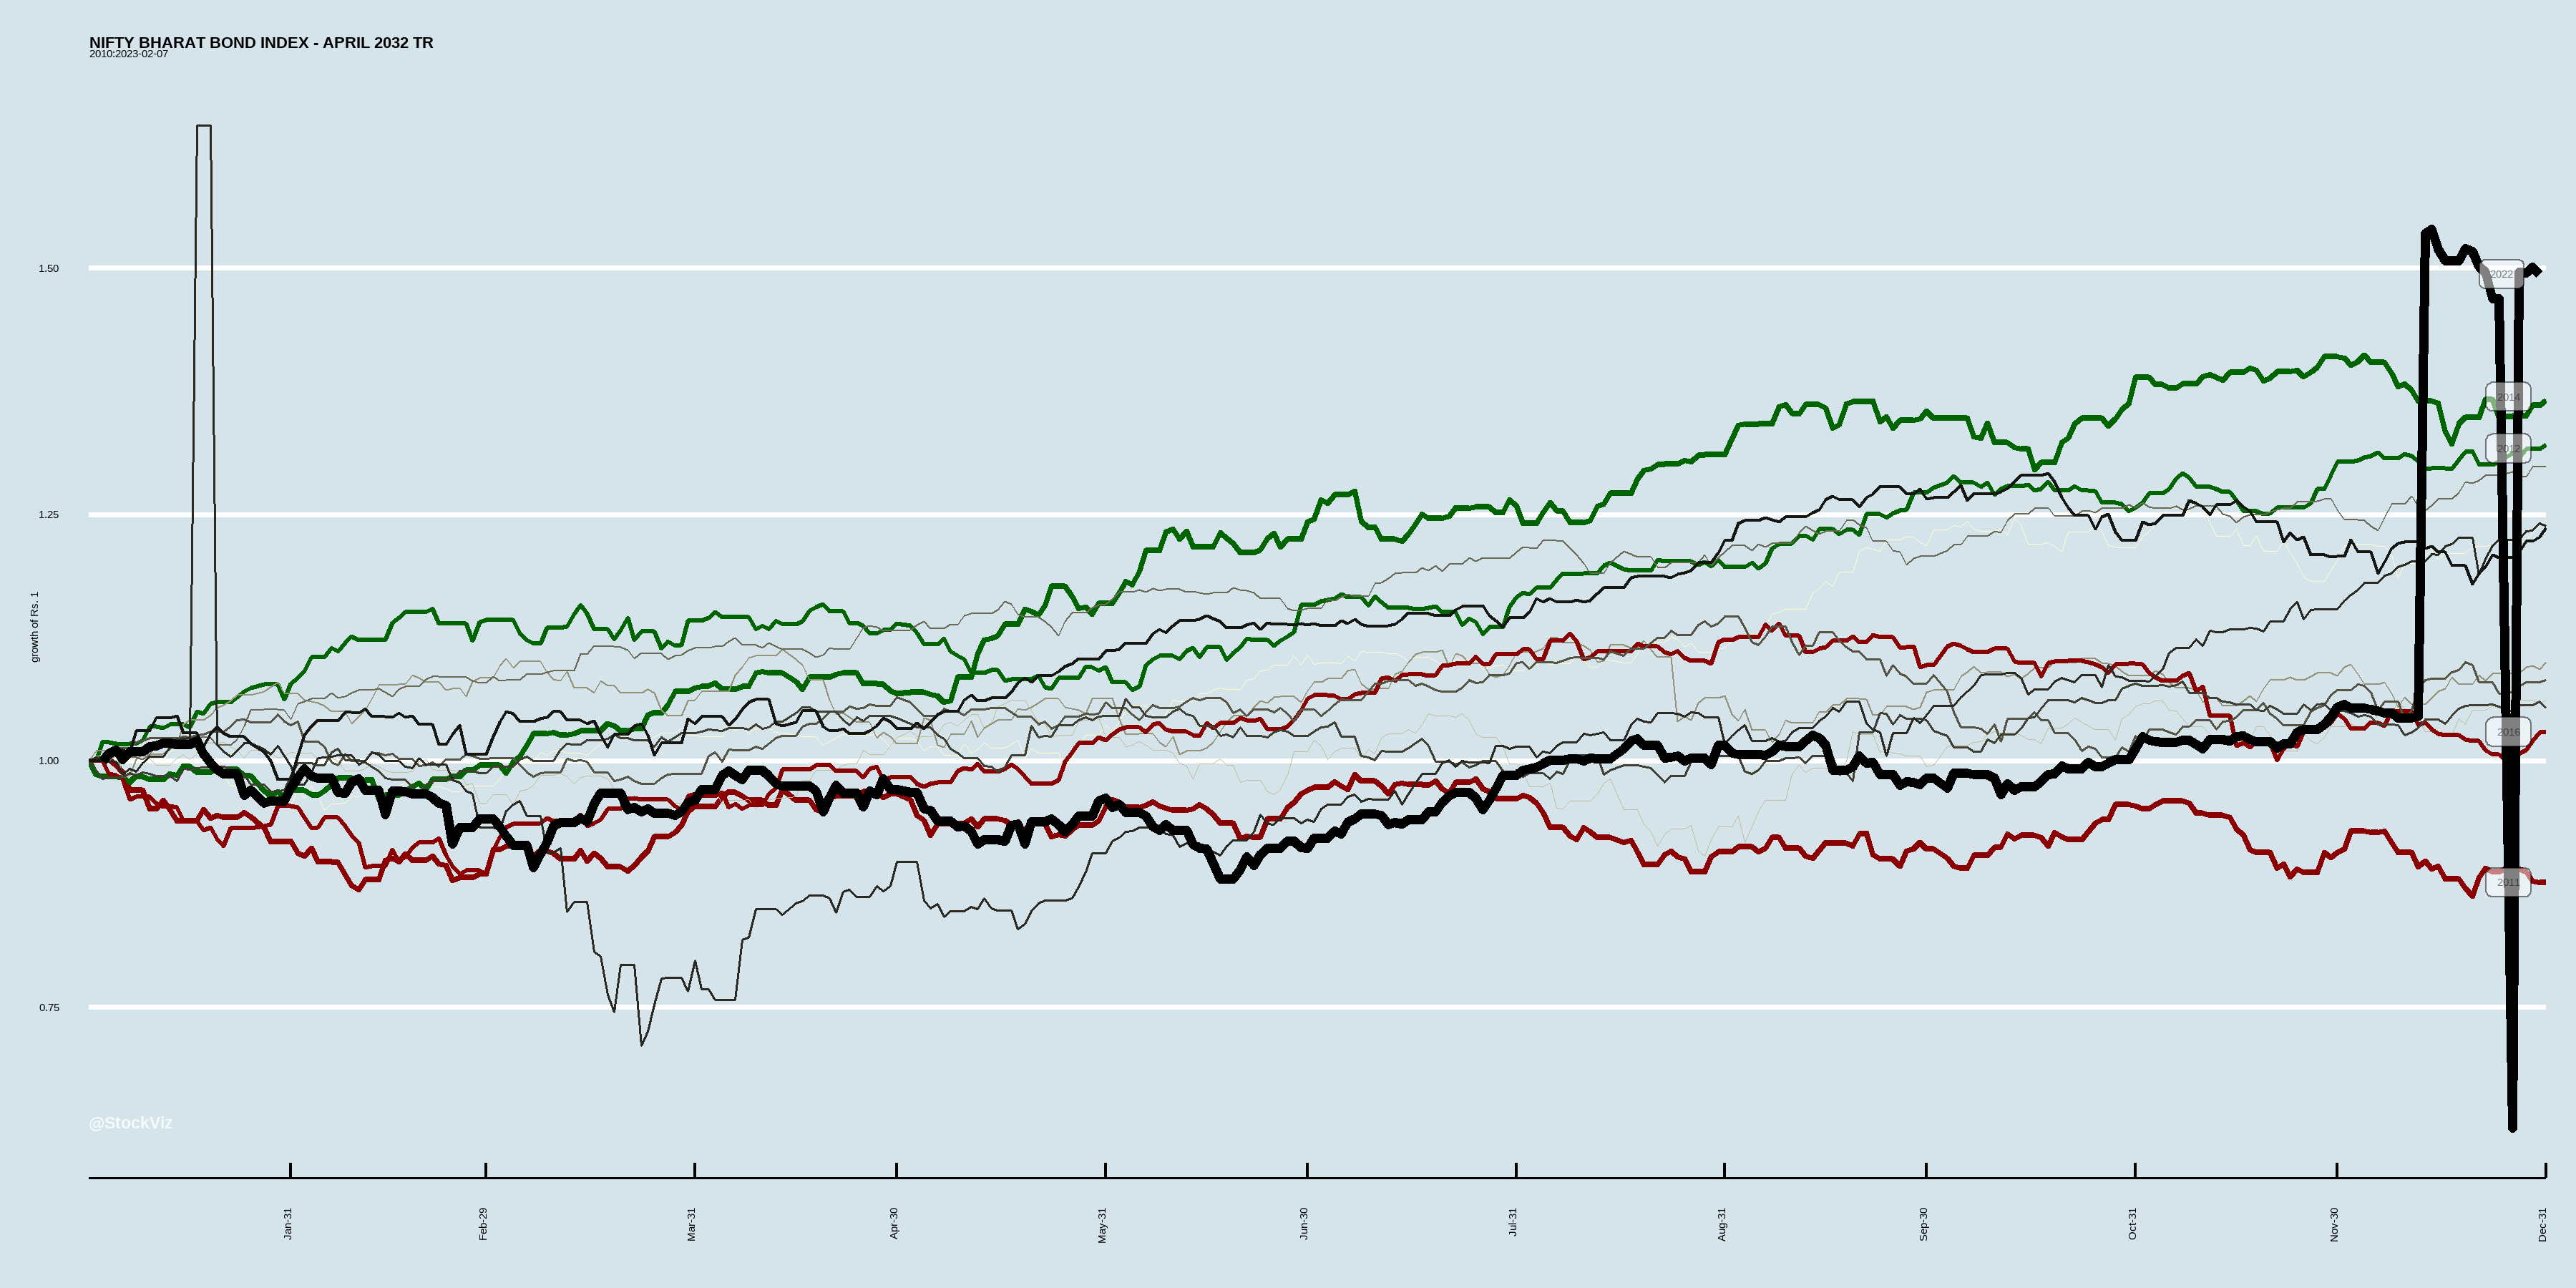 NIFTY BHARAT BOND INDEX - APRIL 2032 TR
2010:2023-02-07
growth of Rs. 1
1.50
1.25
1.00
0.75
2022
2014
2012
2016
2011
@StockViz
Jan-31
Feb-29
Mar-31
Apr-30
May-31
Jun-30
Jul-31
Aug-31
Sep-30
Oct-31
Nov-30
Dec-31